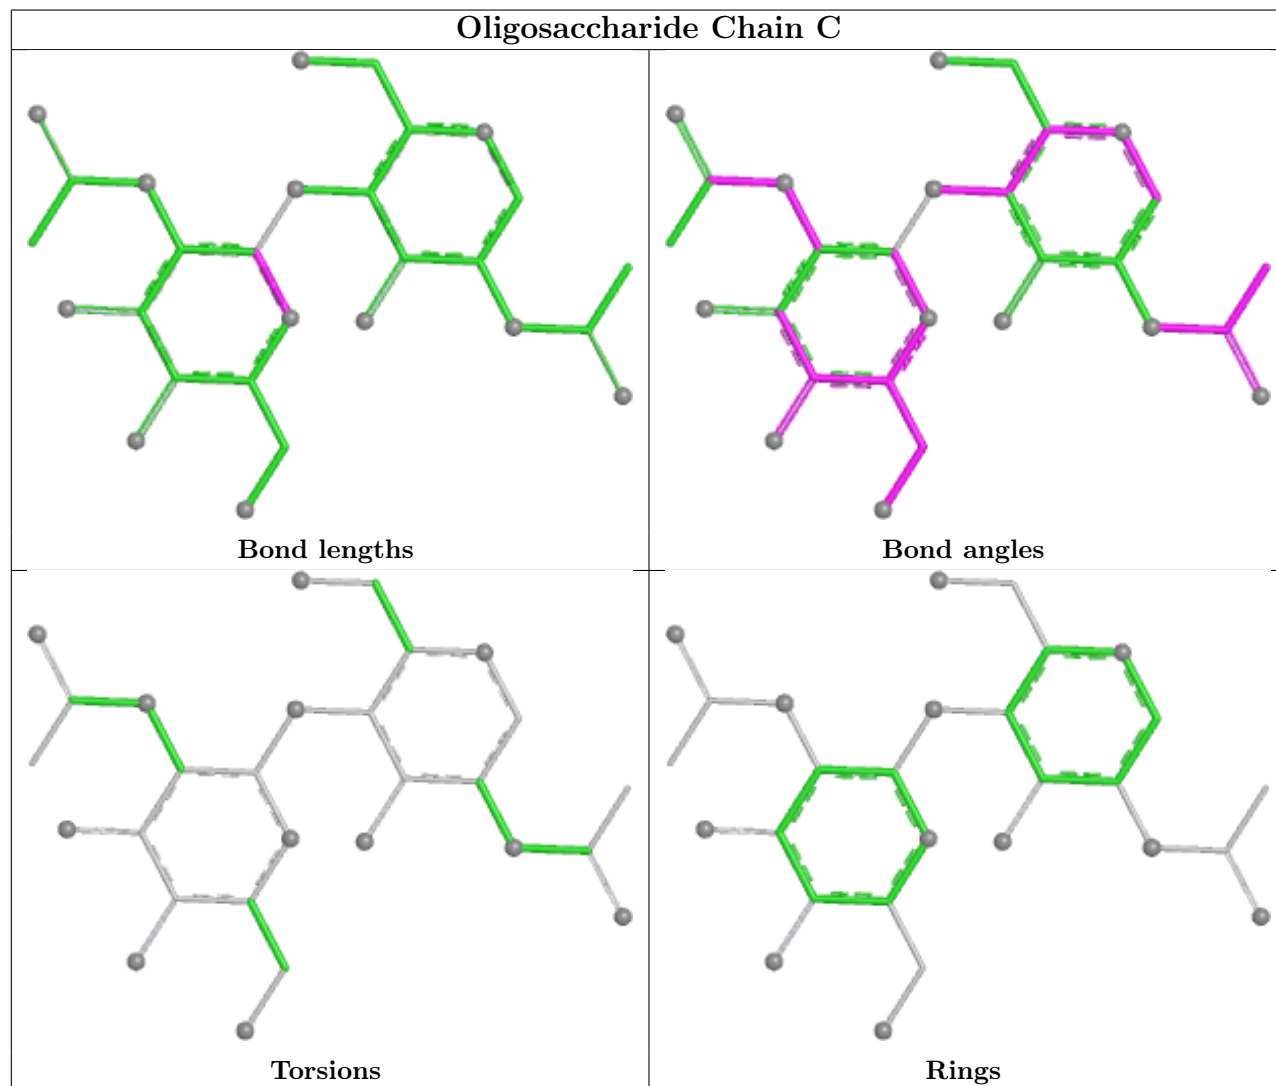 Oligosaccharide Chain C
Bond lengths
Bond angles
Torsions
Rings